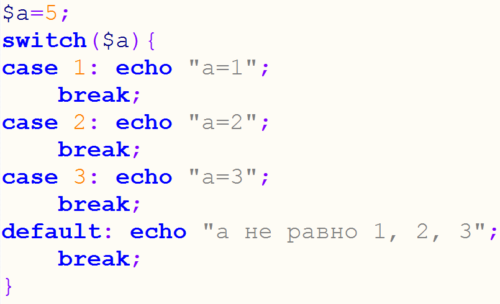 $a=5;
switch($a){
case 1: echo "a=1";
    break;
case 2: echo "a=2";
    break;
case 3: echo "a=3";
    break;
default: echo "а не равно 1, 2, 3";
    break;
}